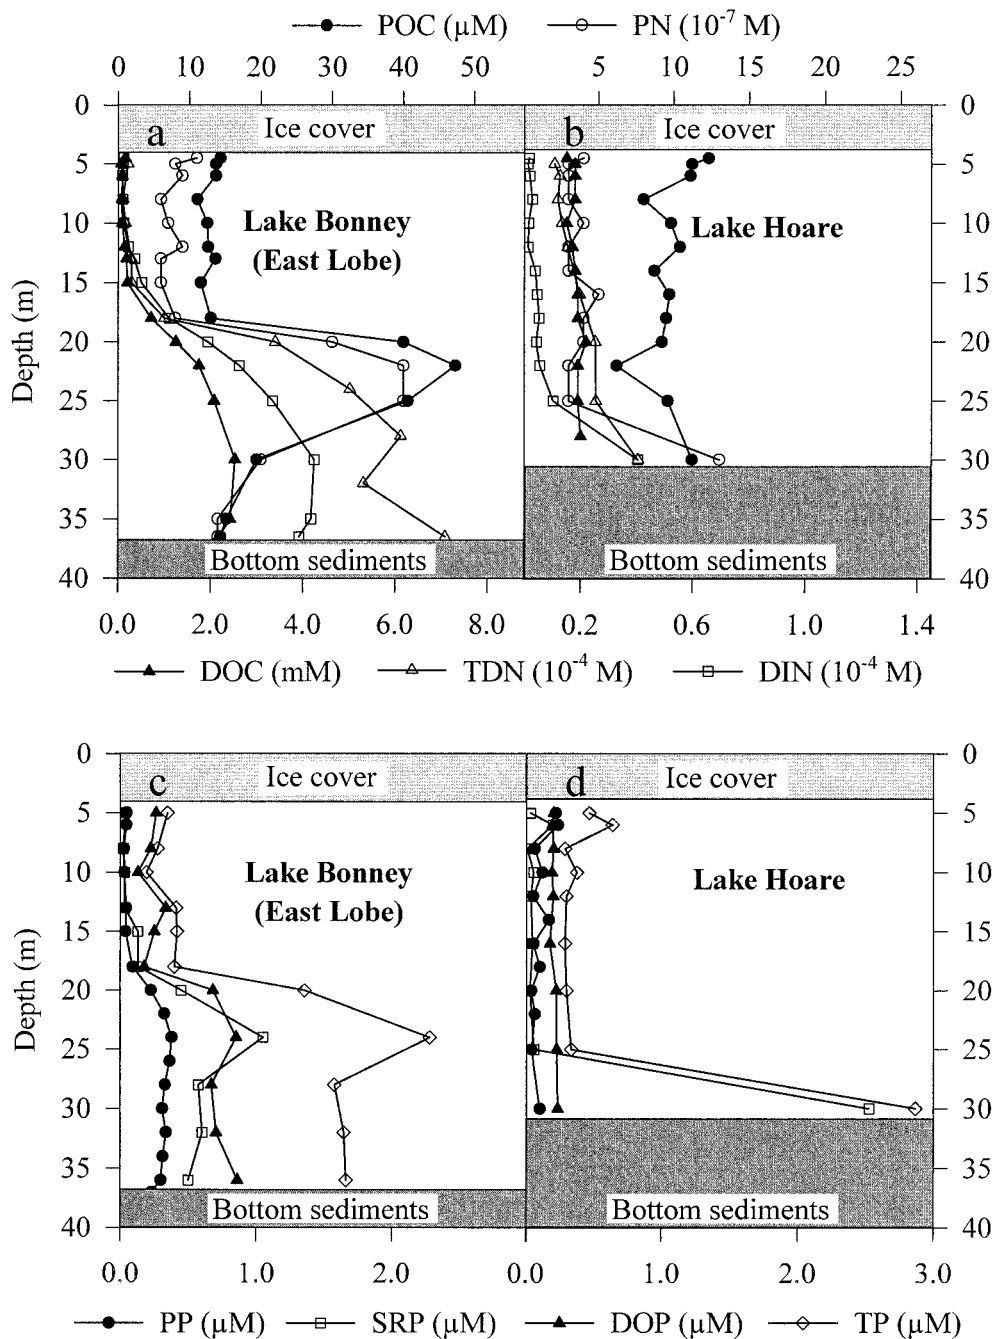 POC (µM) PN (10-7 M)
0 10 20 30 40 50 5 10 15 20 25
0 a Ice cover b Ice cover 0
5 5
10 Lake Bonney Lake Hoare 10
(East Lobe)
15 15
Depth (m)
20 20
25 25
30 30
35 35
Bottom sediments Bottom sediments
40 40
0.0 2.0 4.0 6.0 8.0 0.2 0.6 1.0 1.4
DOC (mM) TDN (10-4 M) DIN (10-4 M)
0 c Ice cover d Ice cover 0
5 5
10 Lake Bonney Lake Hoare 10
(East Lobe)
15 15
Depth (m)
20 20
25 25
30 30
35 35
Bottom sediments Bottom sediments
40 40
0.0 1.0 2.0 0.0 1.0 2.0 3.0
PP (µM) SRP (µM) DOP (µM) TP (µM)